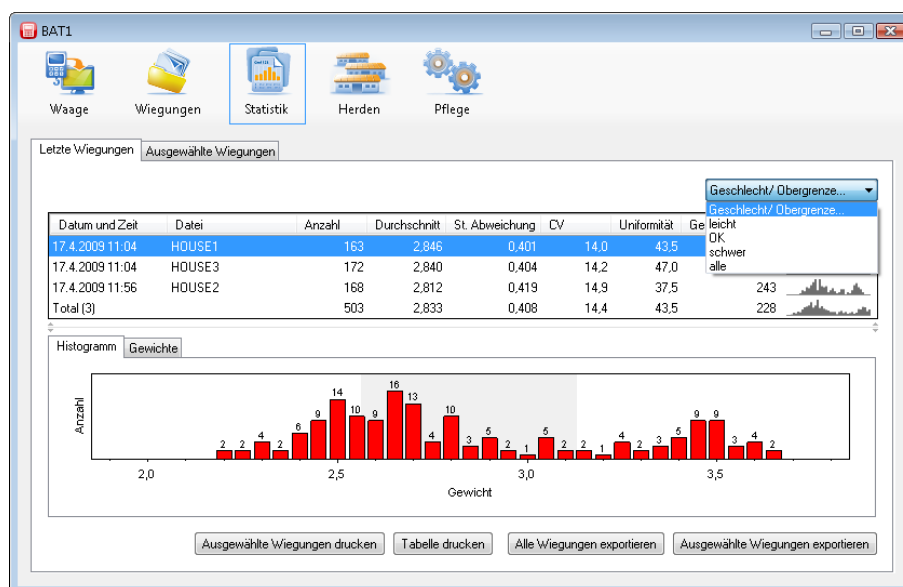 BAT1
Waage Wiegungen Statistik Herden Pflege
Letzte Wiegungen Ausgewählte Wiegungen
Geschlecht/ Obergrenze...
Geschlecht/ Obergrenze...
leicht
OK
schwer
alle
Datum und Zeit Datei Anzahl Durchschnitt St. Abweichung CV Uniformität Ge
17.4.2009 11:04 HOUSE1 163 2,846 0,401 14,0 43,5
17.4.2009 11:04 HOUSE3 172 2,840 0,404 14,2 47,0
17.4.2009 11:56 HOUSE2 168 2,812 0,419 14,9 37,5 243
Total (3) 503 2,833 0,408 14,4 43,5 228
Histogramm Gewichte
Anzahl
2 2 4 2 6 9 14 10 9 16 13 4 10 3 5 2 1 5 2 2 1 4 2 3 5 9 9 3 4 2
2,0 2,5 3,0 3,5
Gewicht
Ausgewählte Wiegungen drucken Tabelle drucken Alle Wiegungen exportieren Ausgewählte Wiegungen exportieren